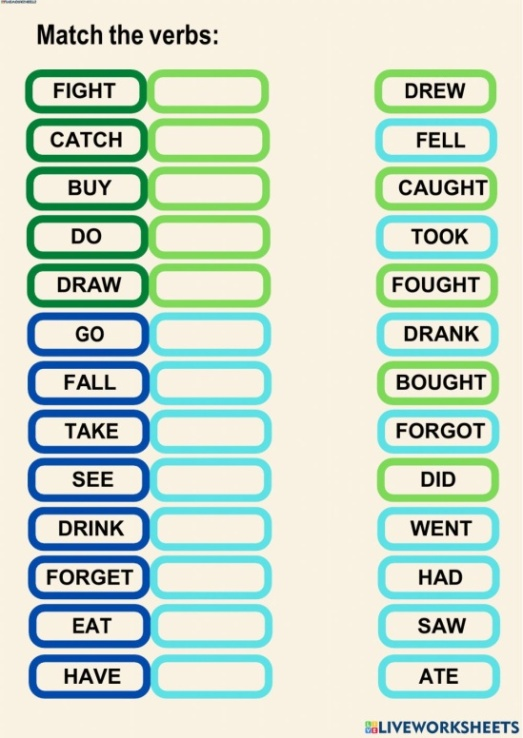 Match the verbs:
FIGHT DREW
CATCH FELL
BUY CAUGHT
DO TOOK
DRAW FOUGHT
GO DRANK
FALL BOUGHT
TAKE FORGOT
SEE DID
DRINK WENT
FORGET HAD
EAT SAW
HAVE ATE
LIVEWORKSHEETS